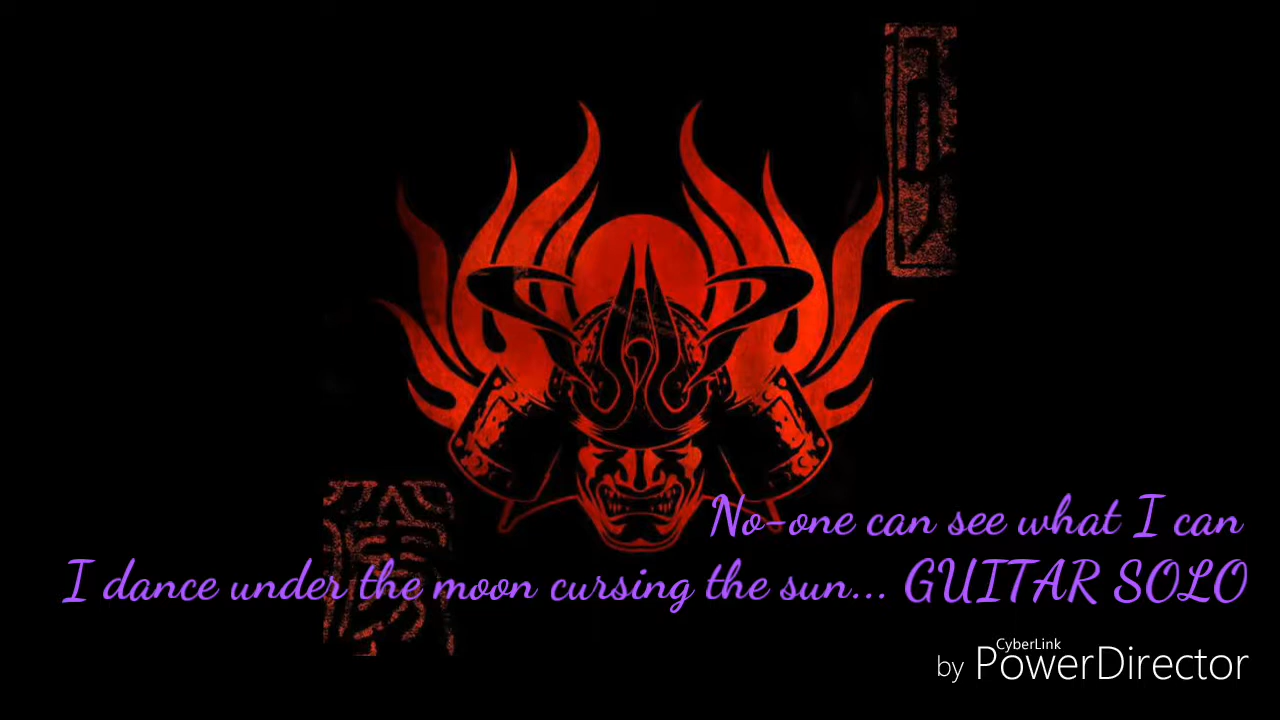 No-one can see what I can
I dance under the moon cursing the sun... GUITAR SOLO
CyberLink
by PowerDirector